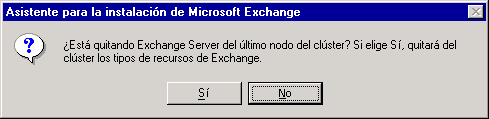 Asistente para la instalación de Microsoft Exchange
¿Está quitando Exchange Server del último nodo del clúster? Si elige Sí, quitará del
clúster los tipos de recursos de Exchange.
Sí
No